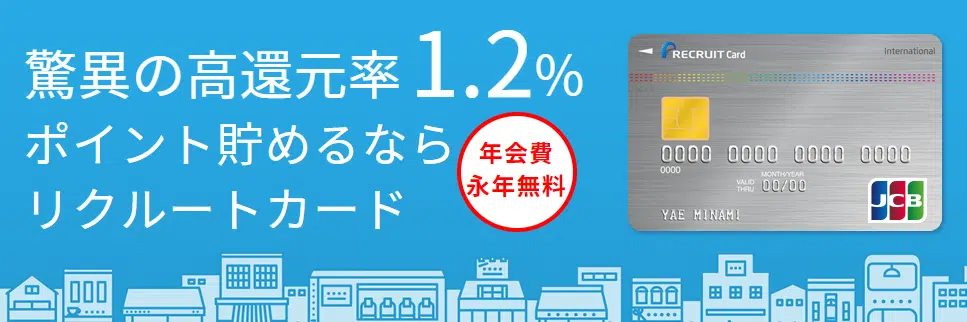 驚異の高還元率1.2%
ポイント貯めるなら
リクルートカード
年会費
永年無料
RECRUIT Card
International
0000 0000 0000 0000
0000
MONTH/YEAR
VALID THRU 00/00
YAE MINAMI
JCB